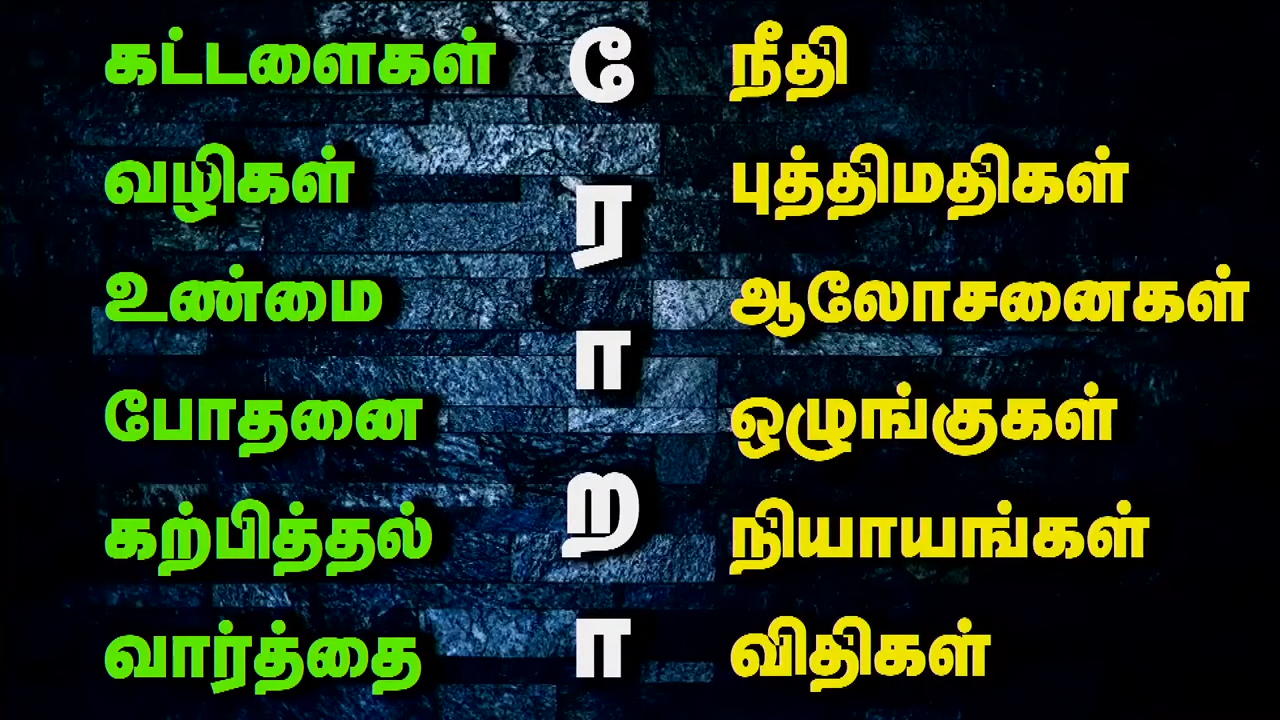 கட்டளைகள்
வழிகள்
உண்மை
போதனை
கற்பித்தல்
வார்த்தை
ே
ர
ா
ற
ா
நீதி
புத்திமதிகள்
ஆலோசனைகள்
ஒழுங்குகள்
நியாயங்கள்
விதிகள்